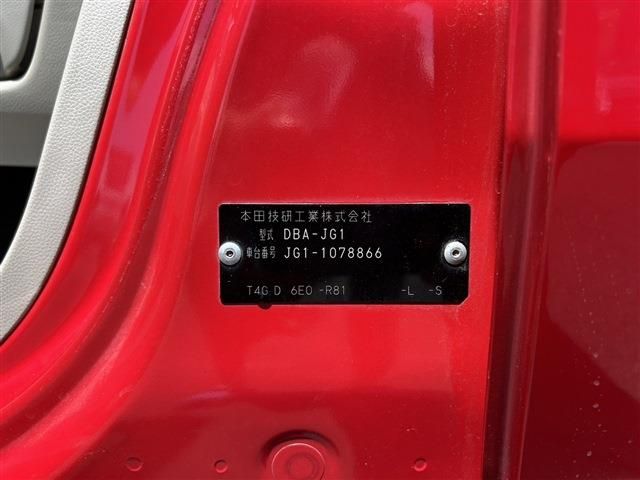 本田技研工業株式会社
型式 DBA-JG1
車台番号 JG1-1078866
T4G D 6E0 -R81 -L -S